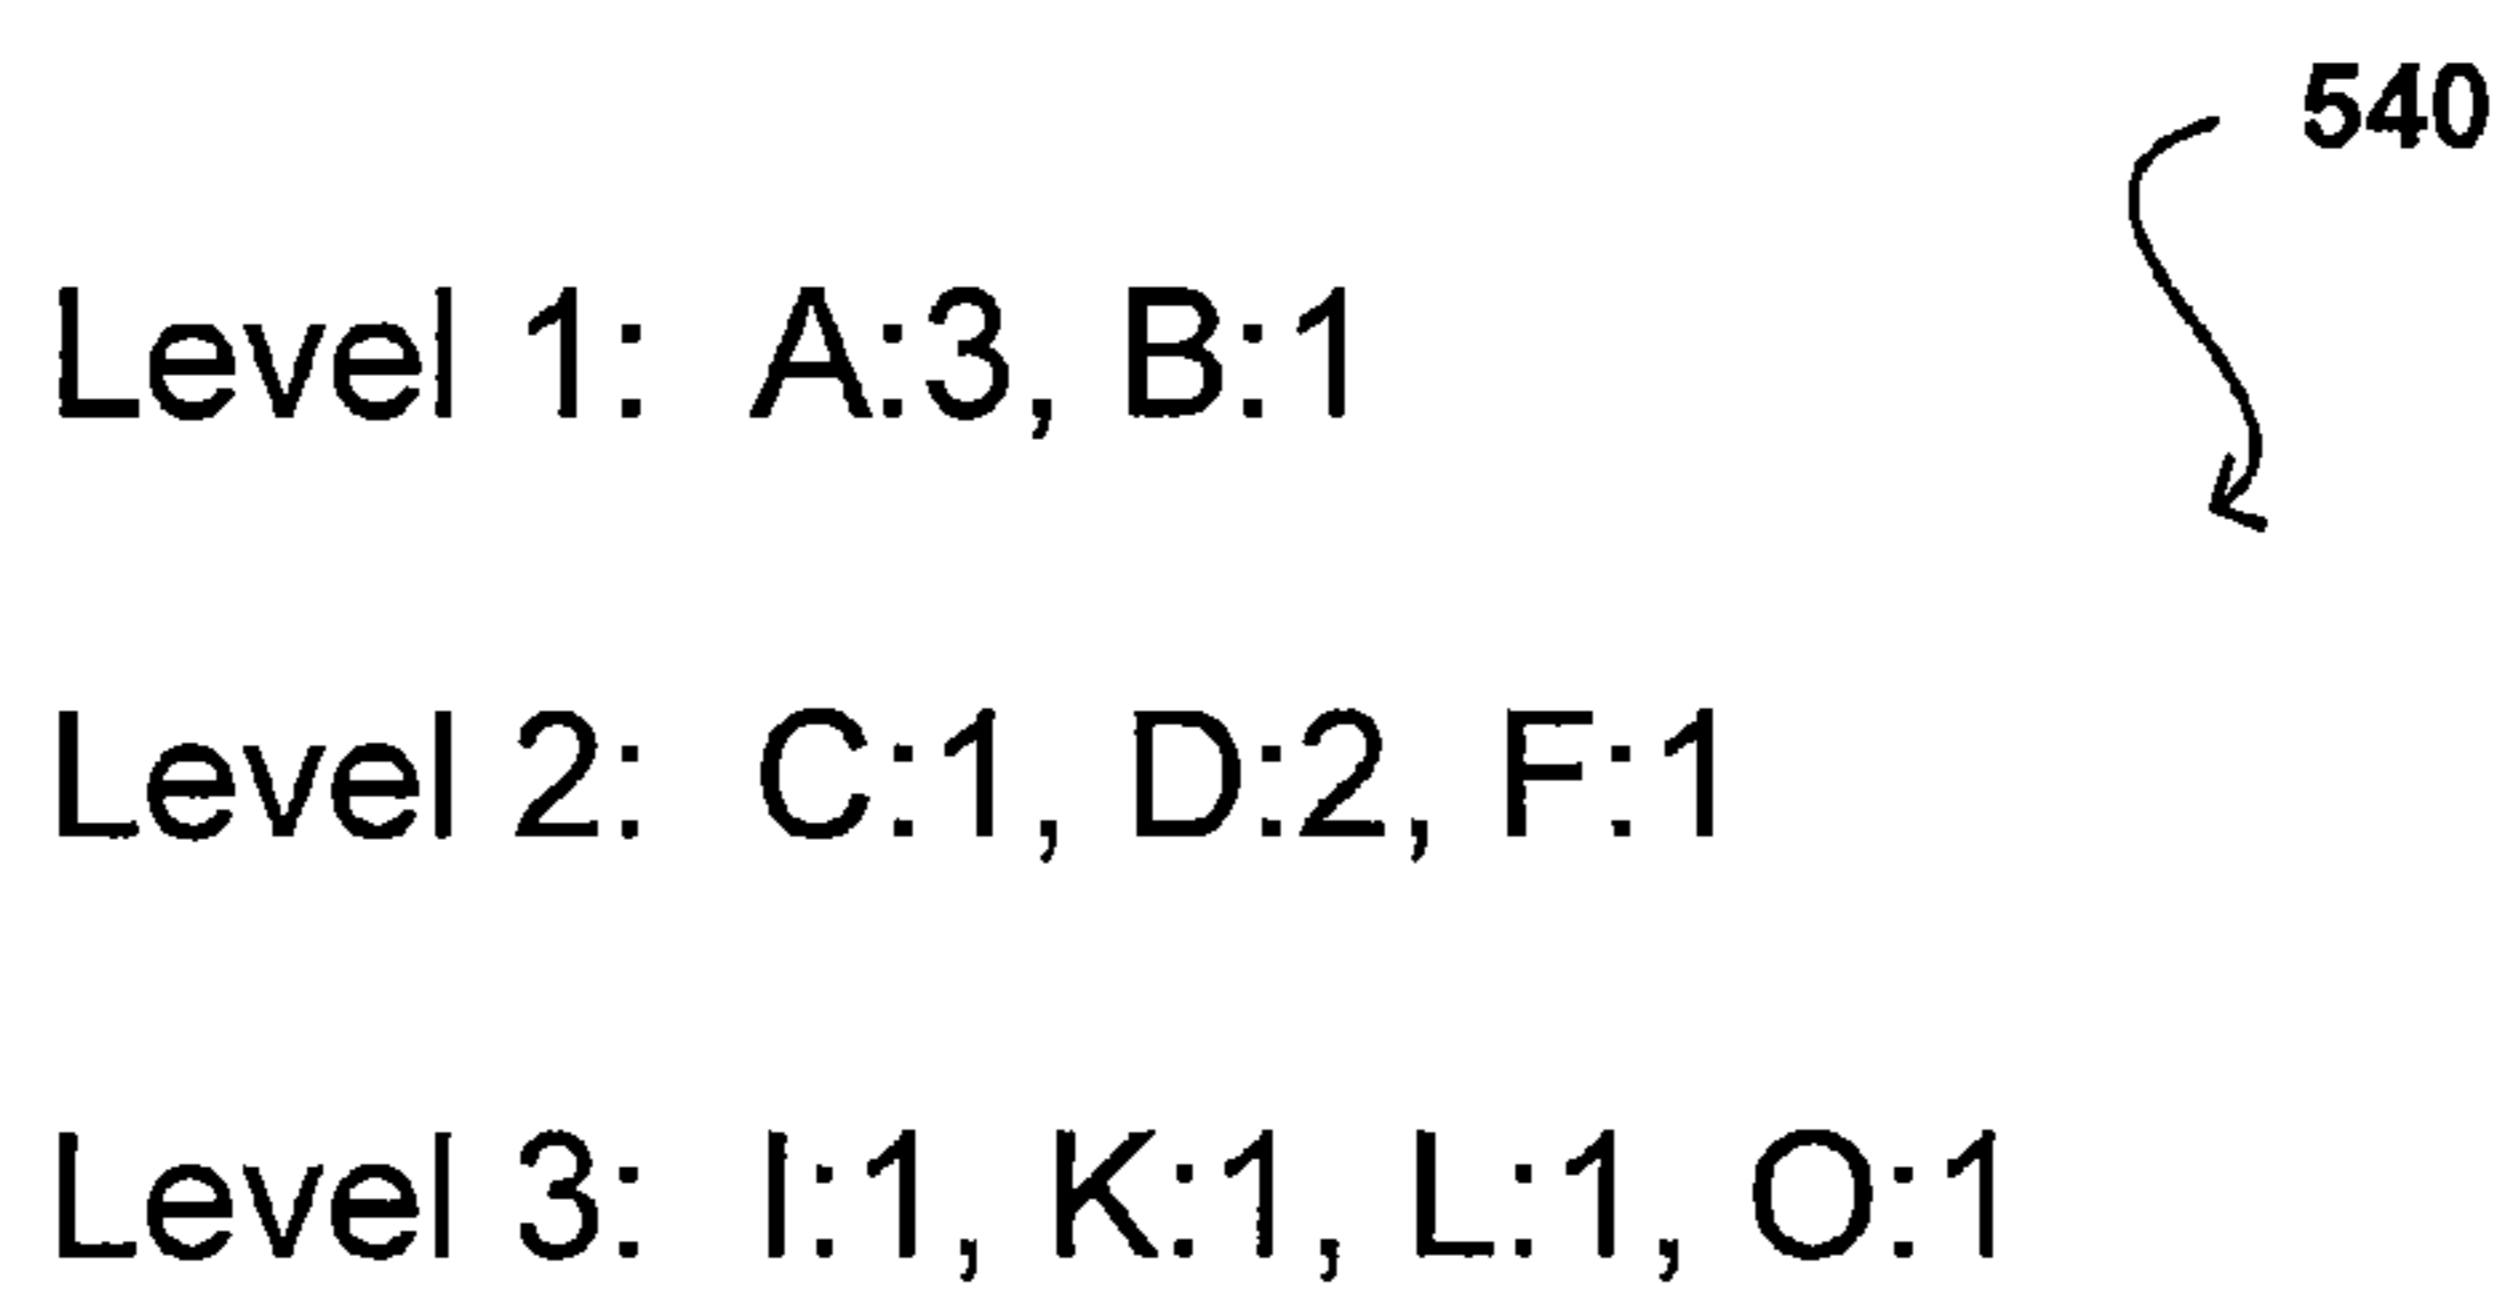 540
Level 1: A:3, B:1
Level 2: C:1, D:2, F:1
Level 3: I:1, K:1, L:1, O:1